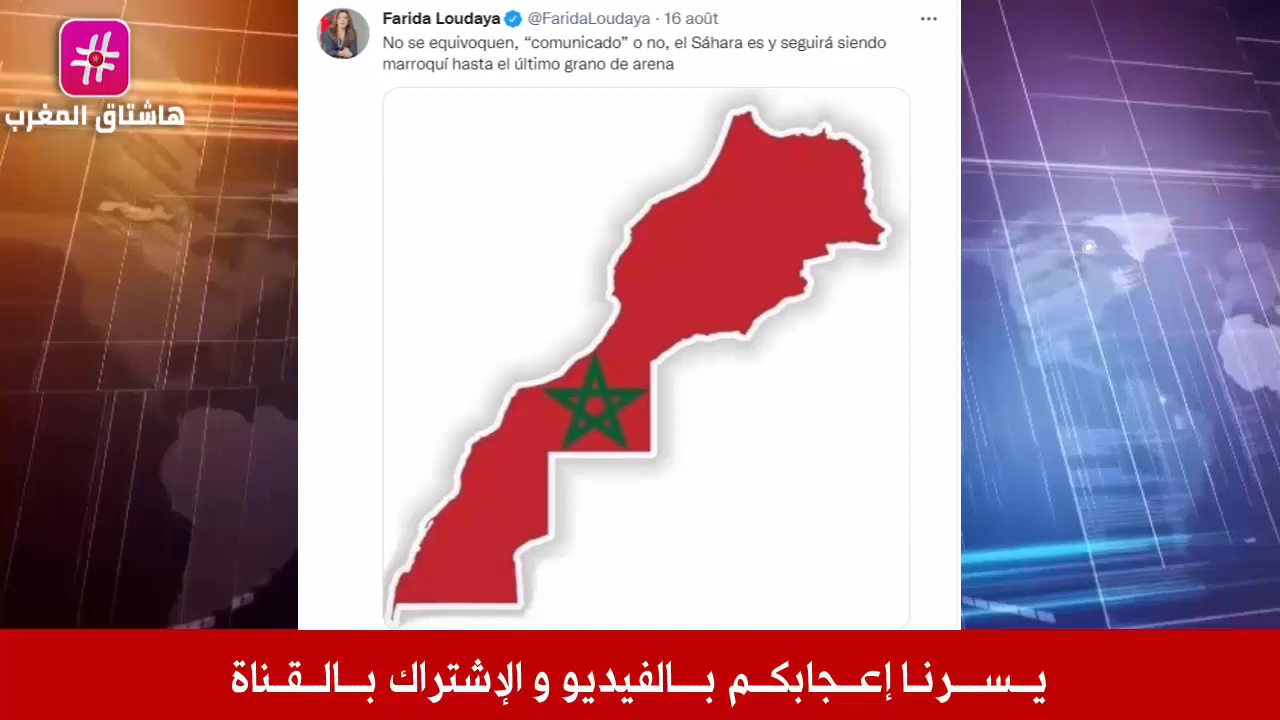 هاشتاق المغرب
Farida Loudaya @FaridaLoudaya · 16 août
No se equivoquen, “comunicado” o no, el Sáhara es y seguirá siendo
marroquí hasta el último grano de arena
يسرنا إعجابكم بالفيديو و الإشتراك بالقناة